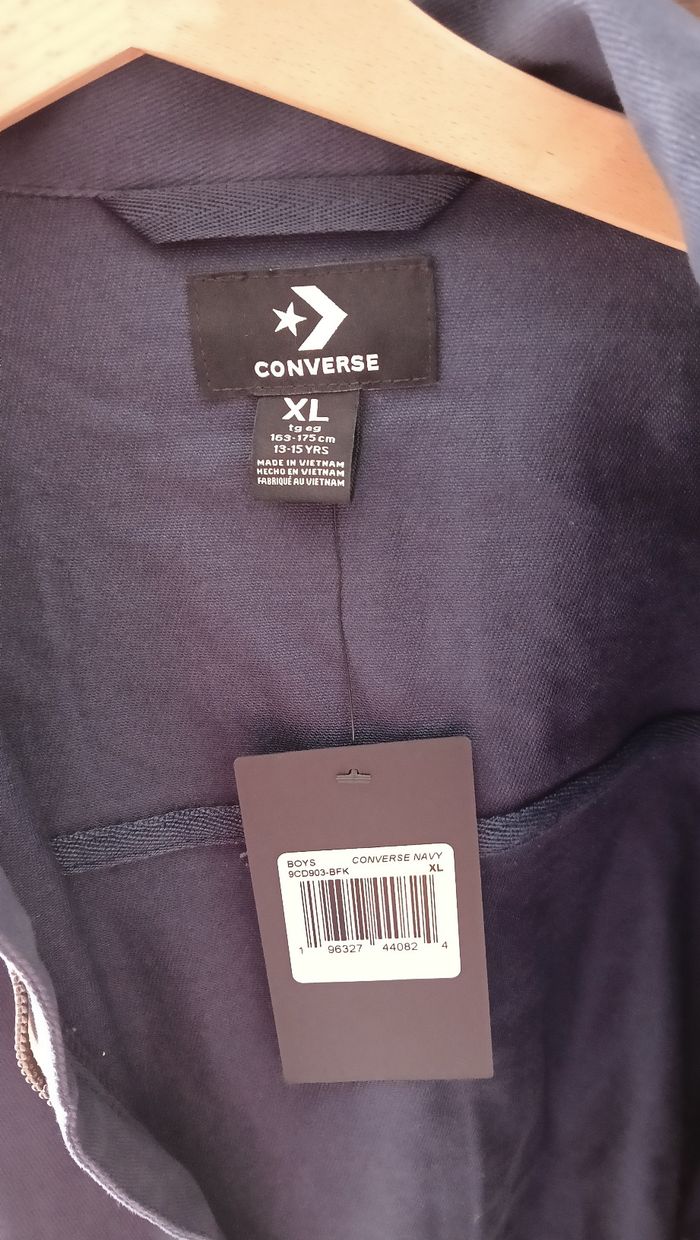 CONVERSE
XL
tg eg
163-175 cm
13-15 YRS
MADE IN VIETNAM
HECHO EN VIETNAM
FABRIQUÉ AU VIETNAM
BOYS CONVERSE NAVY
9CD903-BFK XL
1 96327 44082 4